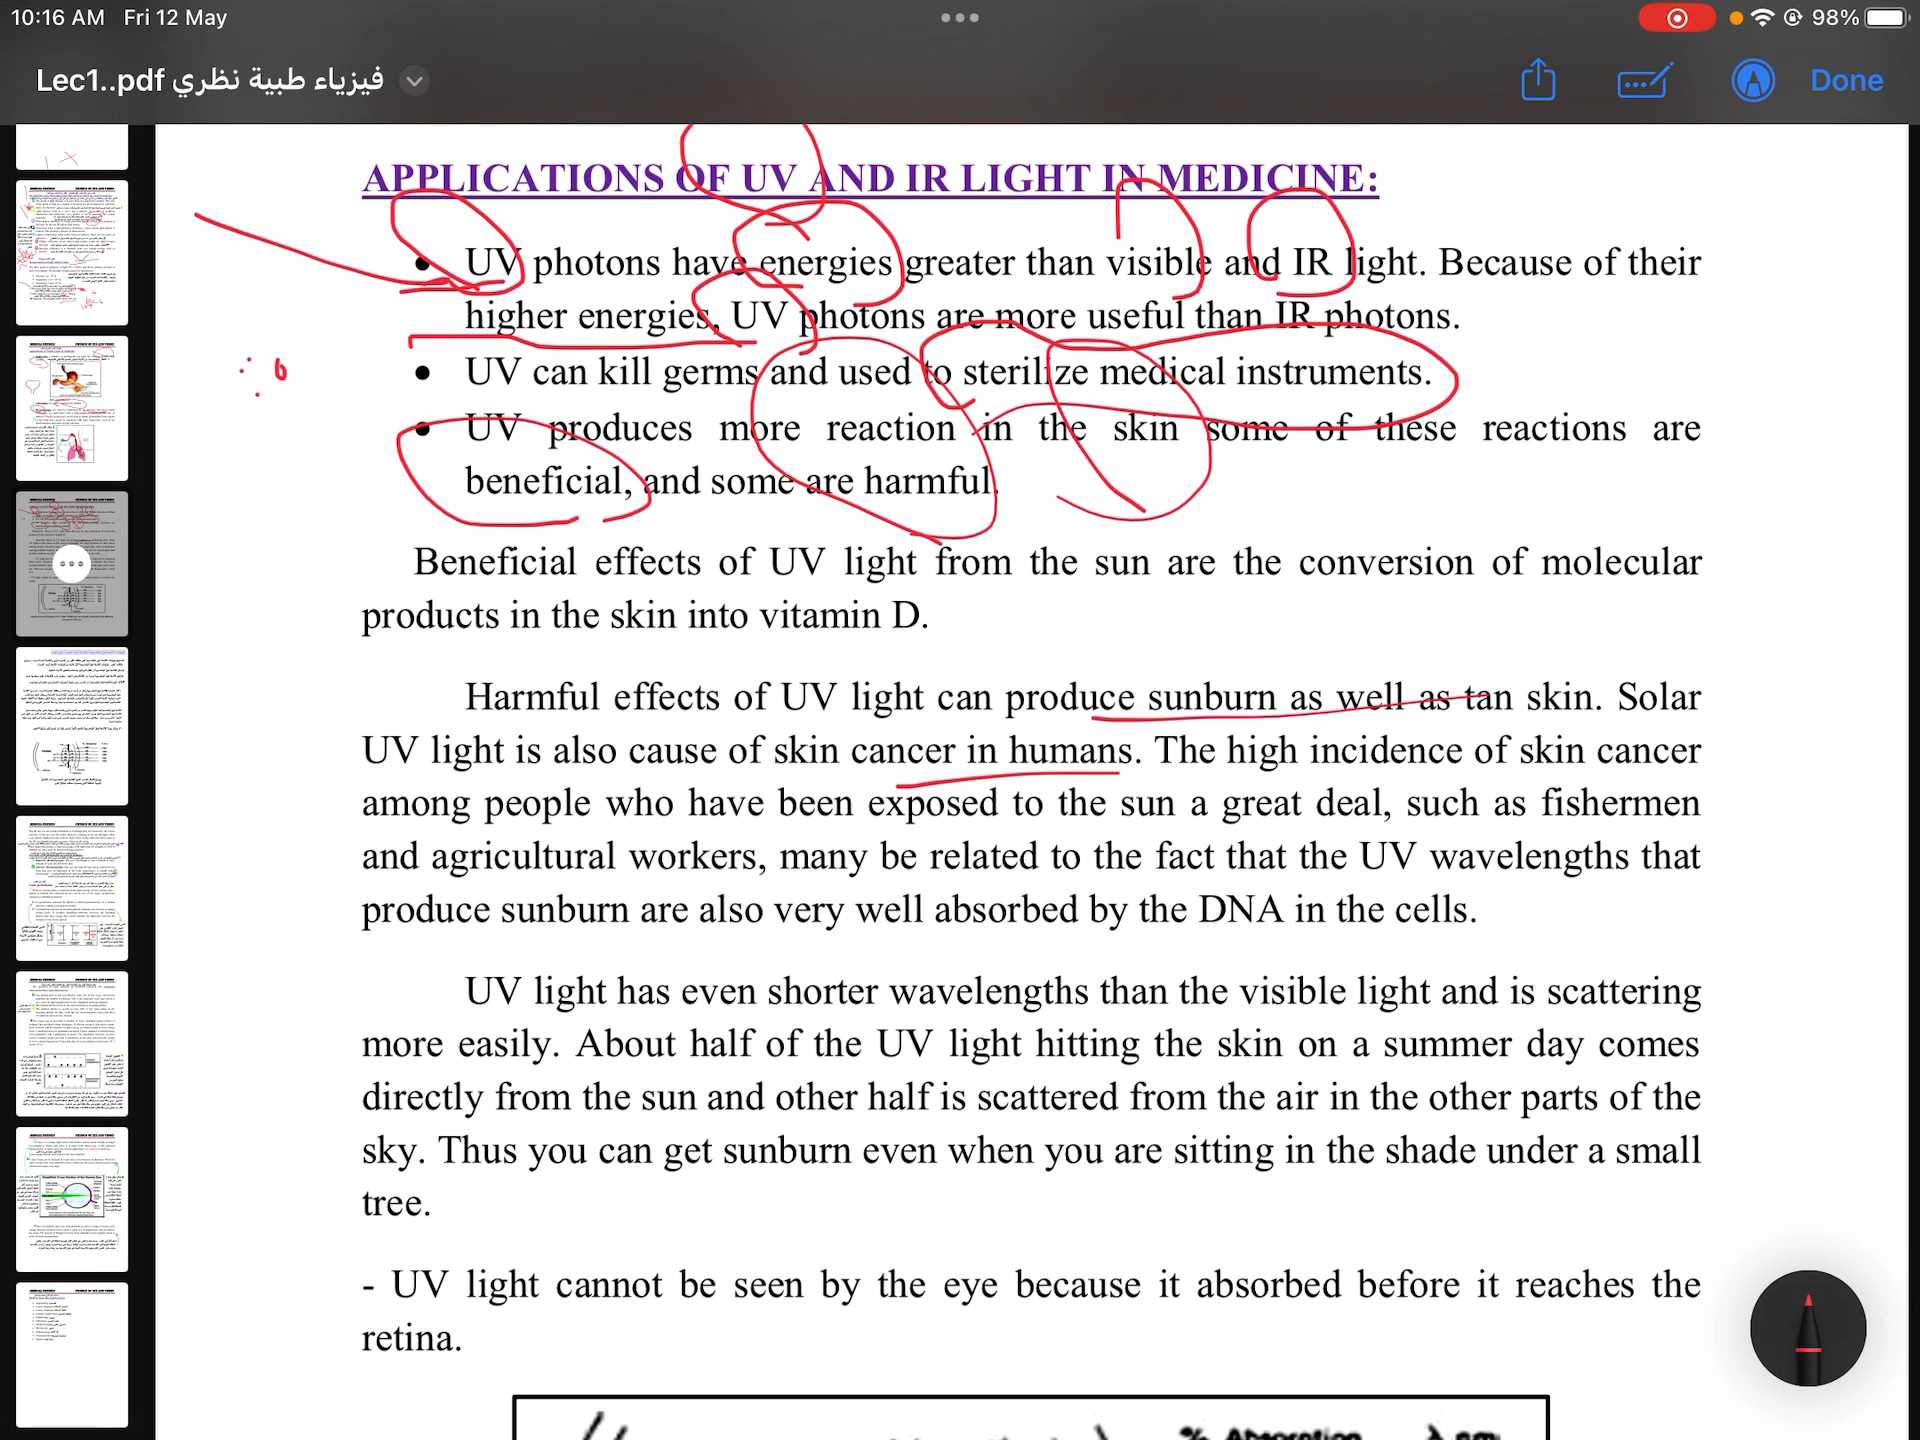 10:16 AM Fri 12 May
98%
Lec1..pdf فيزياء طبية نظري
Done
APPLICATIONS OF UV AND IR LIGHT IN MEDICINE:
• UV photons have energies greater than visible and IR light. Because of their
higher energies, UV photons are more useful than IR photons.
• UV can kill germs and used to sterilize medical instruments.
• UV produces more reaction in the skin some of these reactions are
beneficial, and some are harmful.
Beneficial effects of UV light from the sun are the conversion of molecular
products in the skin into vitamin D.
Harmful effects of UV light can produce sunburn as well as tan skin. Solar
UV light is also cause of skin cancer in humans. The high incidence of skin cancer
among people who have been exposed to the sun a great deal, such as fishermen
and agricultural workers, many be related to the fact that the UV wavelengths that
produce sunburn are also very well absorbed by the DNA in the cells.
UV light has even shorter wavelengths than the visible light and is scattering
more easily. About half of the UV light hitting the skin on a summer day comes
directly from the sun and other half is scattered from the air in the other parts of the
sky. Thus you can get sunburn even when you are sitting in the shade under a small
tree.
- UV light cannot be seen by the eye because it absorbed before it reaches the
retina.
% Absorption